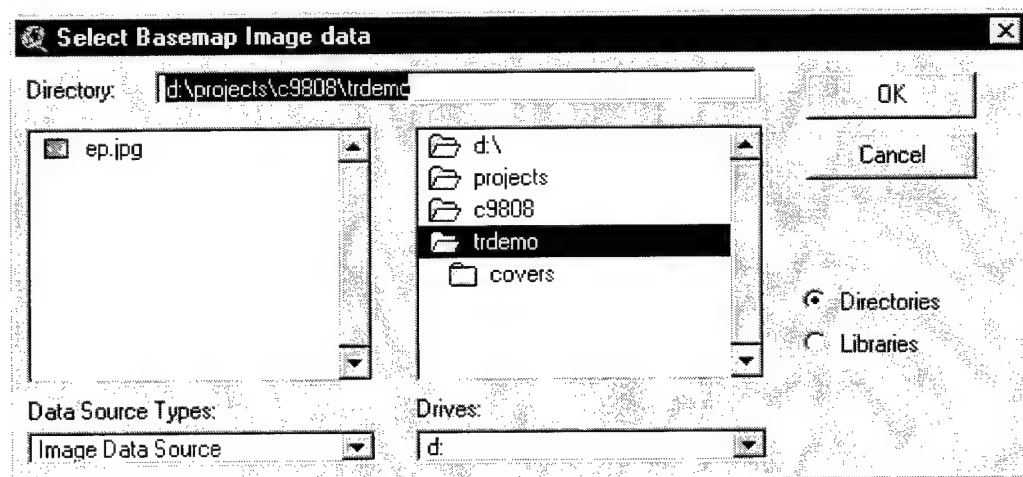 Select Basemap Image data
Directory: d:\projects\c9808\trdemo
OK
Cancel
ep.jpg
d:\
projects
c9808
trdemo
covers
Directories
Libraries
Data Source Types:
Image Data Source
Drives:
d: